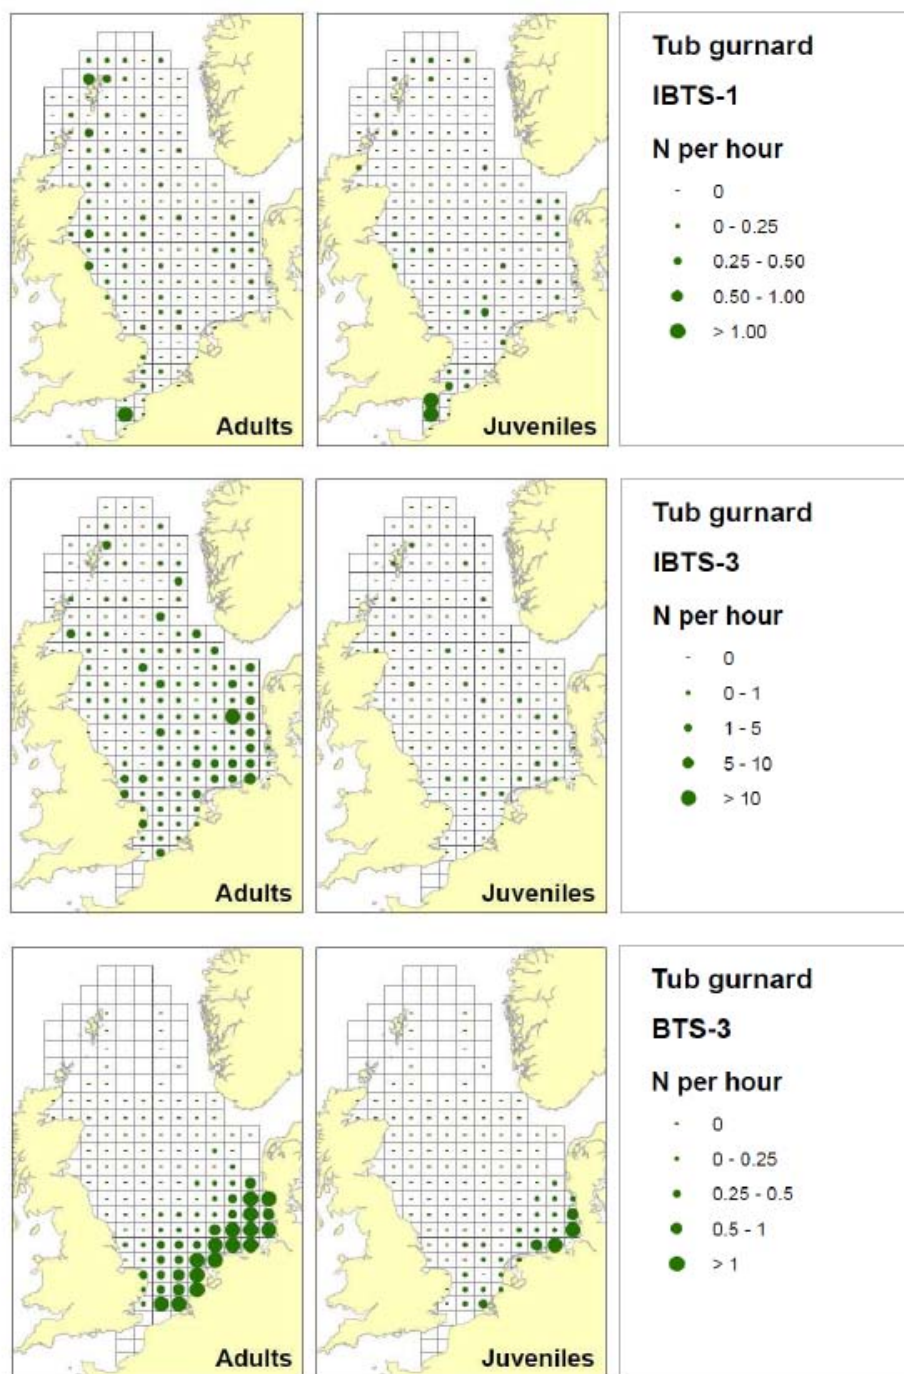 Adults
Juveniles
Tub gurnard
IBTS-1
N per hour
- 0
0 - 0.25
0.25 - 0.50
0.50 - 1.00
> 1.00
Adults
Juveniles
Tub gurnard
IBTS-3
N per hour
- 0
0 - 1
1 - 5
5 - 10
> 10
Adults
Juveniles
Tub gurnard
BTS-3
N per hour
- 0
0 - 0.25
0.25 - 0.5
0.5 - 1
> 1